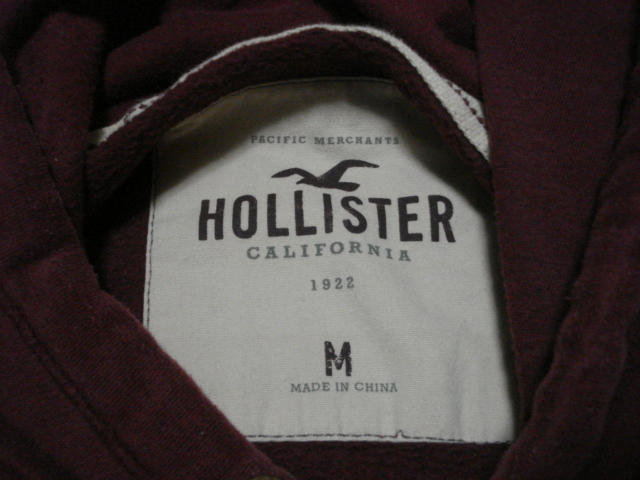 PACIFIC MERCHANTS
HOLLISTER
CALIFORNIA
1922
M
MADE IN CHINA